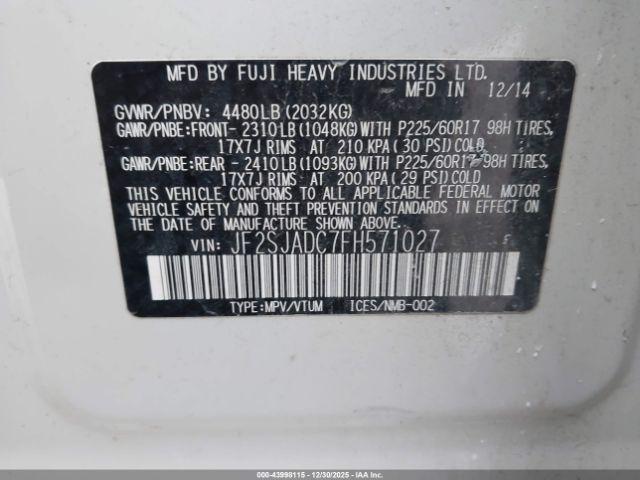 MFD BY FUJI HEAVY INDUSTRIES LTD.
MFD IN 12/14
GVWR/PNBV: 4480LB(2032KG)
GAWR/PNBE:FRONT- 2310LB(1048KG)WITH P225/60R17 98H TIRES,
17X7J RIMS AT 210 KPA(30 PSI)COLD
GAWR/PNBE:REAR - 2410LB(1093KG)WITH P225/60R17 98H TIRES,
17X7J RIMS AT 200 KPA(29 PSI)COLD
THIS VEHICLE CONFORMS TO ALL APPLICABLE FEDERAL MOTOR
VEHICLE SAFETY AND THEFT PREVENTION STANDARDS IN EFFECT ON
THE DATE OF MANUFACTURE SHOWN ABOVE.
VIN: JF2SJADC7FH571027
TYPE:MPV/VTUM ICES/NMB-002
000-43998115 - 12/30/2025 - IAA Inc.